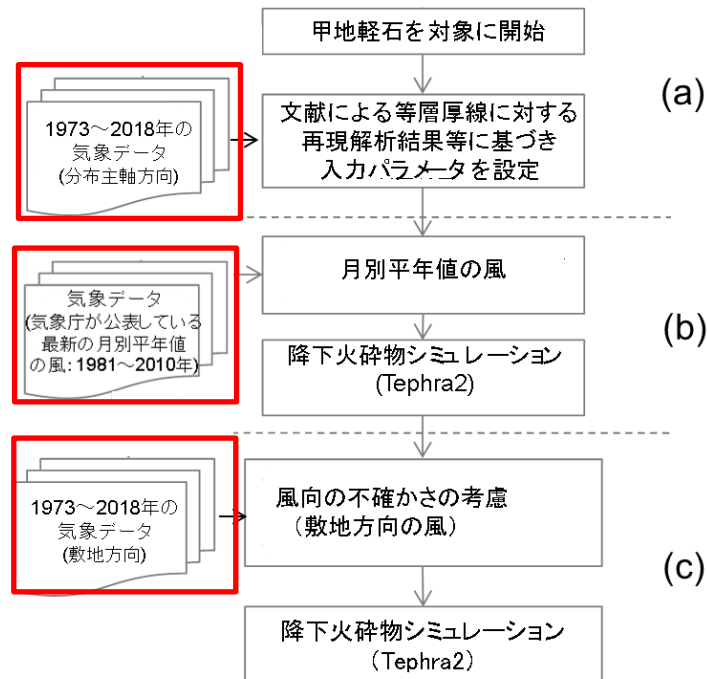 甲地軽石を対象に開始
(a)
1973～2018年の
気象データ
(分布主軸方向)
文献による等層厚線に対する
再現解析結果等に基づき
入力パラメータを設定
月別平年値の風
気象データ
(気象庁が公表している
最新の月別平年値
の風：1981～2010年)
(b)
降下火砕物シミュレーション
(Tephra2)
1973～2018年の
気象データ
(敷地方向)
風向の不確かさの考慮
（敷地方向の風）
(c)
降下火砕物シミュレーション
（Tephra2）